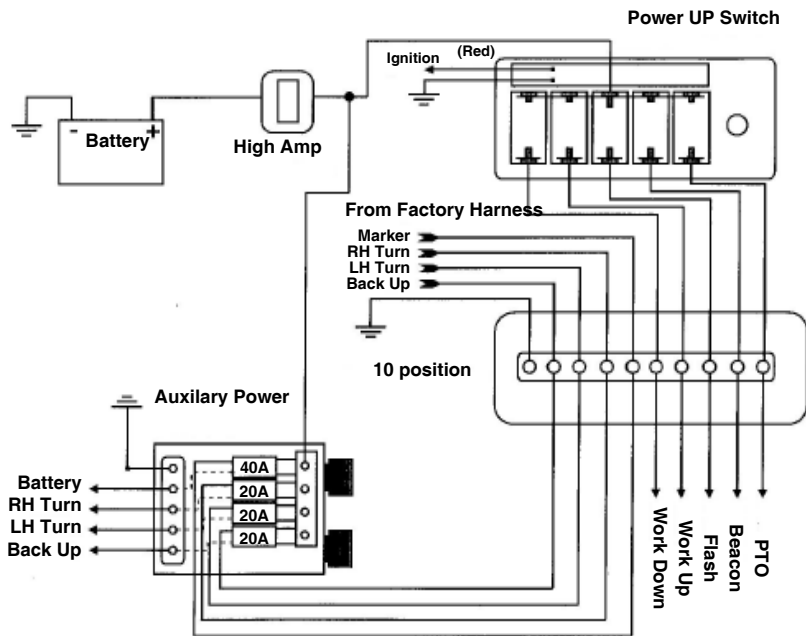 Power UP Switch
Ignition
(Red)
Battery
-
+
High Amp
From Factory Harness
Marker
RH Turn
LH Turn
Back Up
10 position
Auxilary Power
40A
20A
20A
20A
Battery
RH Turn
LH Turn
Back Up
Work Down
Work Up
Flash
Beacon
PTO